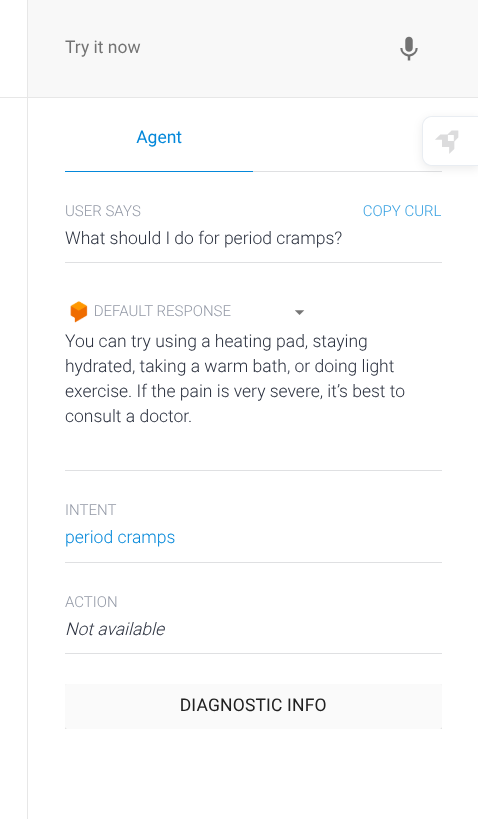 Try it now
Agent
USER SAYS COPY CURL
What should I do for period cramps?
DEFAULT RESPONSE
You can try using a heating pad, staying
hydrated, taking a warm bath, or doing light
exercise. If the pain is very severe, it’s best to
consult a doctor.
INTENT
period cramps
ACTION
Not available
DIAGNOSTIC INFO